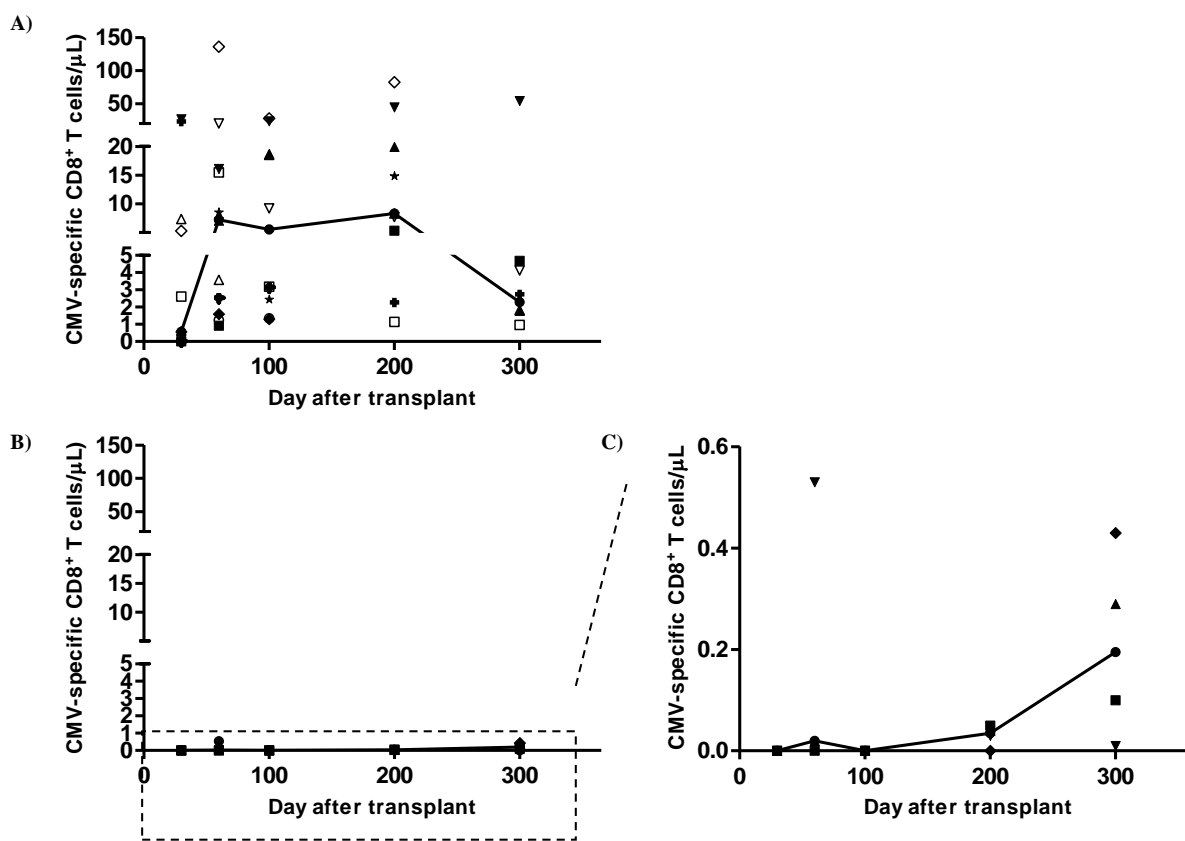 A)
CMV-specific CD8⁺ T cells/μL)
150
100
50
20
15
10
5
4
3
2
1
0
0 100 200 300
Day after transplant
B)
CMV-specific CD8⁺ T cells/μL)
150
100
50
20
15
10
5
4
3
2
1
0
0 100 200 300
Day after transplant
C)
CMV-specific CD8⁺ T cells/μL
0.6
0.4
0.2
0.0
0 100 200 300
Day after transplant